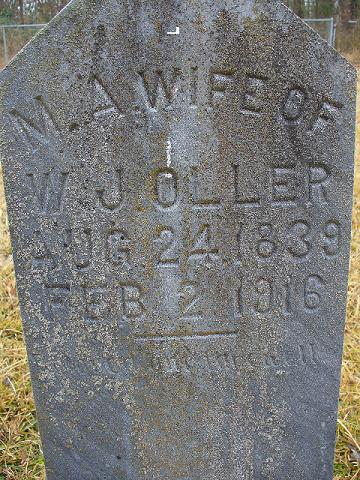 M.A. WIFE OF
W.J. OLLER
AUG 24, 1839
FEB 2, 1916